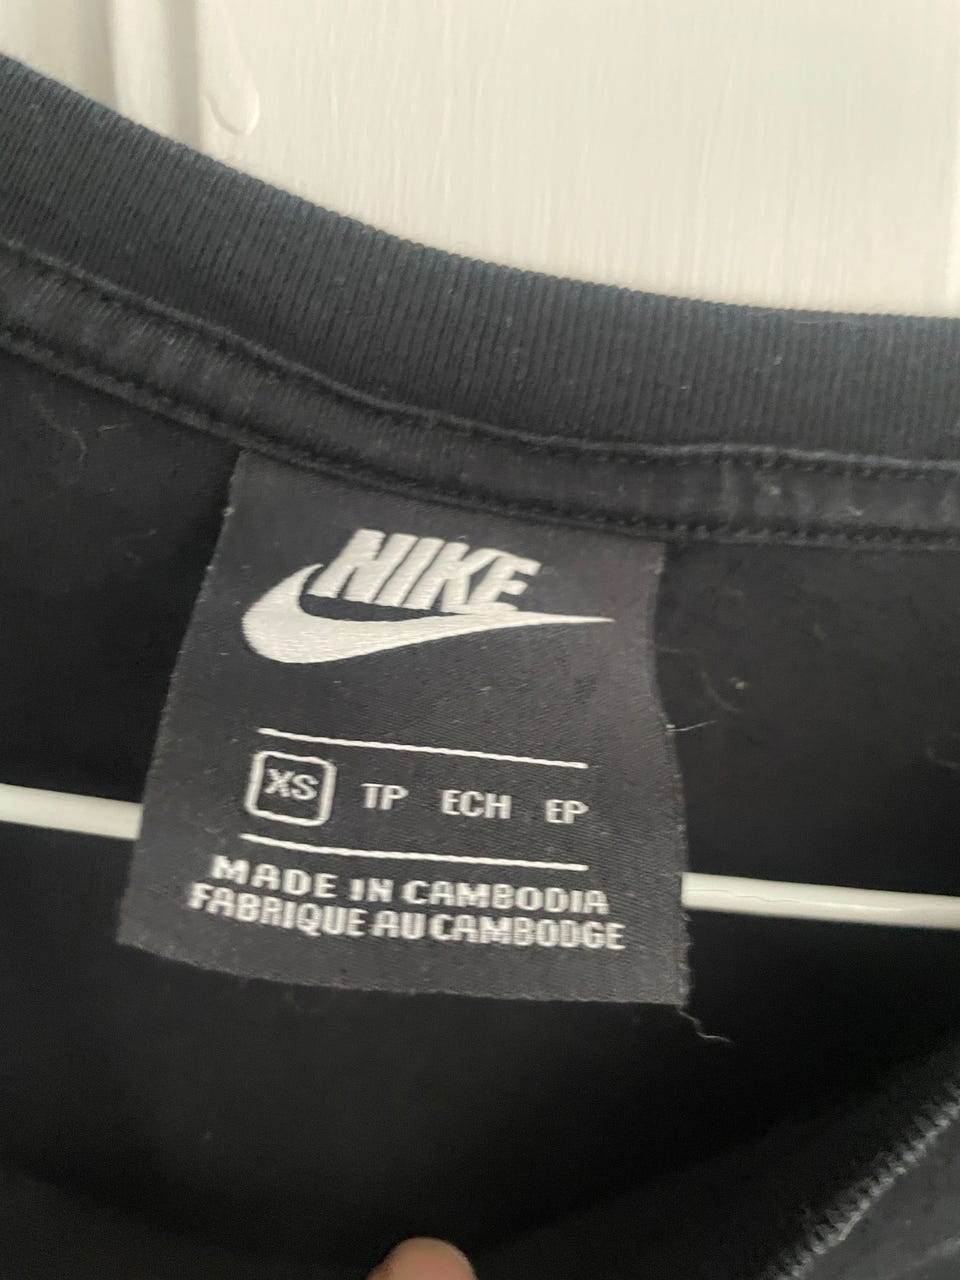 NIKE
XS TP ECH EP
MADE IN CAMBODIA
FABRIQUE AU CAMBODGE